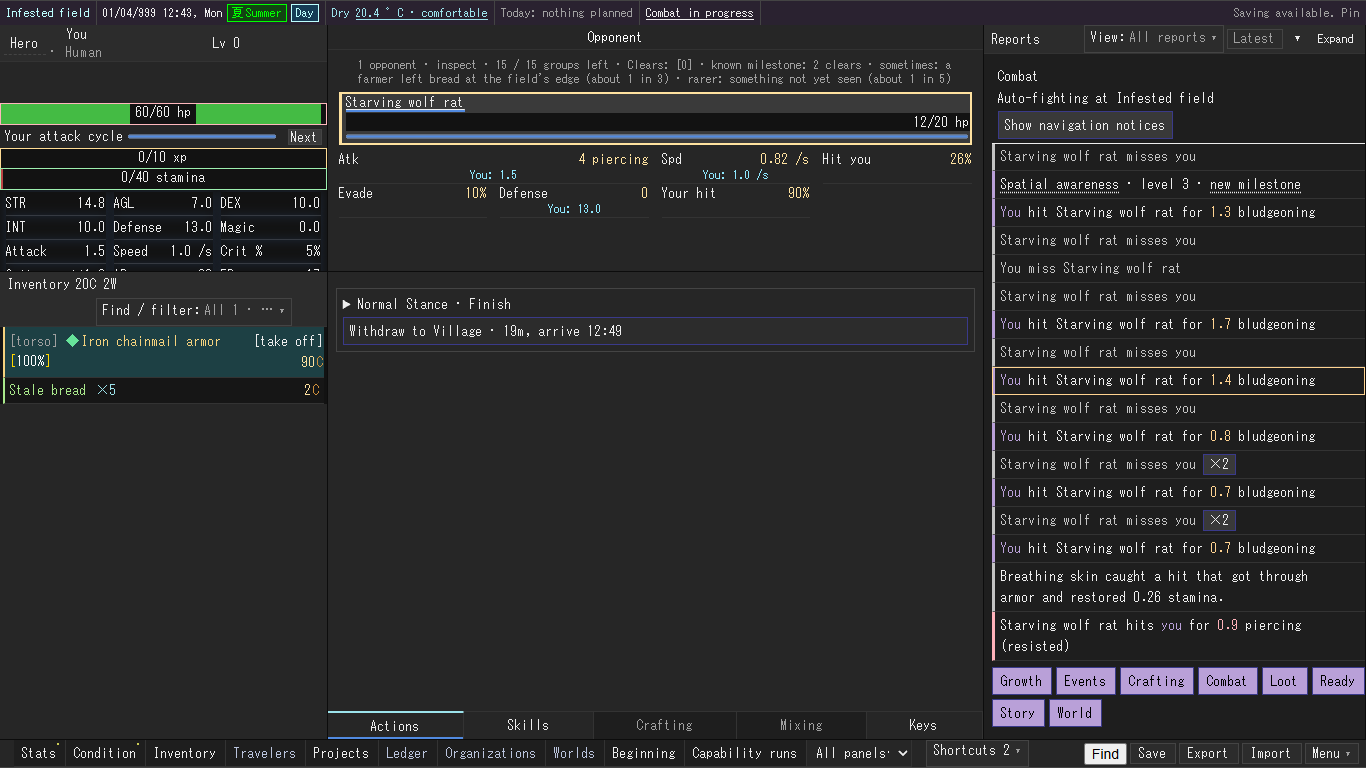 Infested field 01/04/999 12:43, Mon 夏 Summer Day Dry 20.4 ° C · comfortable Today: nothing planned Combat in progress Saving available. Pin
Hero · You Lv 0
Human
60/60 hp
Your attack cycle Next
0/10 xp
0/40 stamina
STR 14.8 AGL 7.0 DEX 10.0
INT 10.0 Defense 13.0 Magic 0.0
Attack 1.5 Speed 1.0 /s Crit % 5%
Inventory 20C 2W
Find / filter: All 1 · ··· ▾
[torso] ◆Iron chainmail armor [take off]
[100%] 90C
Stale bread ×5 2C
Opponent
1 opponent · inspect · 15 / 15 groups left · Clears: [0] · known milestone: 2 clears · sometimes: a
farmer left bread at the field's edge (about 1 in 3) · rarer: something not yet seen (about 1 in 5)
Starving wolf rat
12/20 hp
Atk 4 piercing Spd 0.82 /s Hit you 26%
You: 1.5 You: 1.0 /s
Evade 10% Defense 0 Your hit 90%
You: 13.0
▶ Normal Stance · Finish
Withdraw to Village · 19m, arrive 12:49
Actions Skills Crafting Mixing Keys
Reports View: All reports ▾ Latest ▼ Expand
Combat
Auto-fighting at Infested field
Show navigation notices
Starving wolf rat misses you
Spatial awareness · level 3 · new milestone
You hit Starving wolf rat for 1.3 bludgeoning
Starving wolf rat misses you
You miss Starving wolf rat
Starving wolf rat misses you
You hit Starving wolf rat for 1.7 bludgeoning
Starving wolf rat misses you
You hit Starving wolf rat for 1.4 bludgeoning
Starving wolf rat misses you
You hit Starving wolf rat for 0.8 bludgeoning
Starving wolf rat misses you ×2
You hit Starving wolf rat for 0.7 bludgeoning
Starving wolf rat misses you ×2
You hit Starving wolf rat for 0.7 bludgeoning
Breathing skin caught a hit that got through
armor and restored 0.26 stamina.
Starving wolf rat hits you for 0.9 piercing
(resisted)
Growth Events Crafting Combat Loot Ready
Story World
Stats Condition Inventory Travelers Projects Ledger Organizations Worlds Beginning Capability runs All panels· Shortcuts 2 ▾ Find Save Export Import Menu ▾